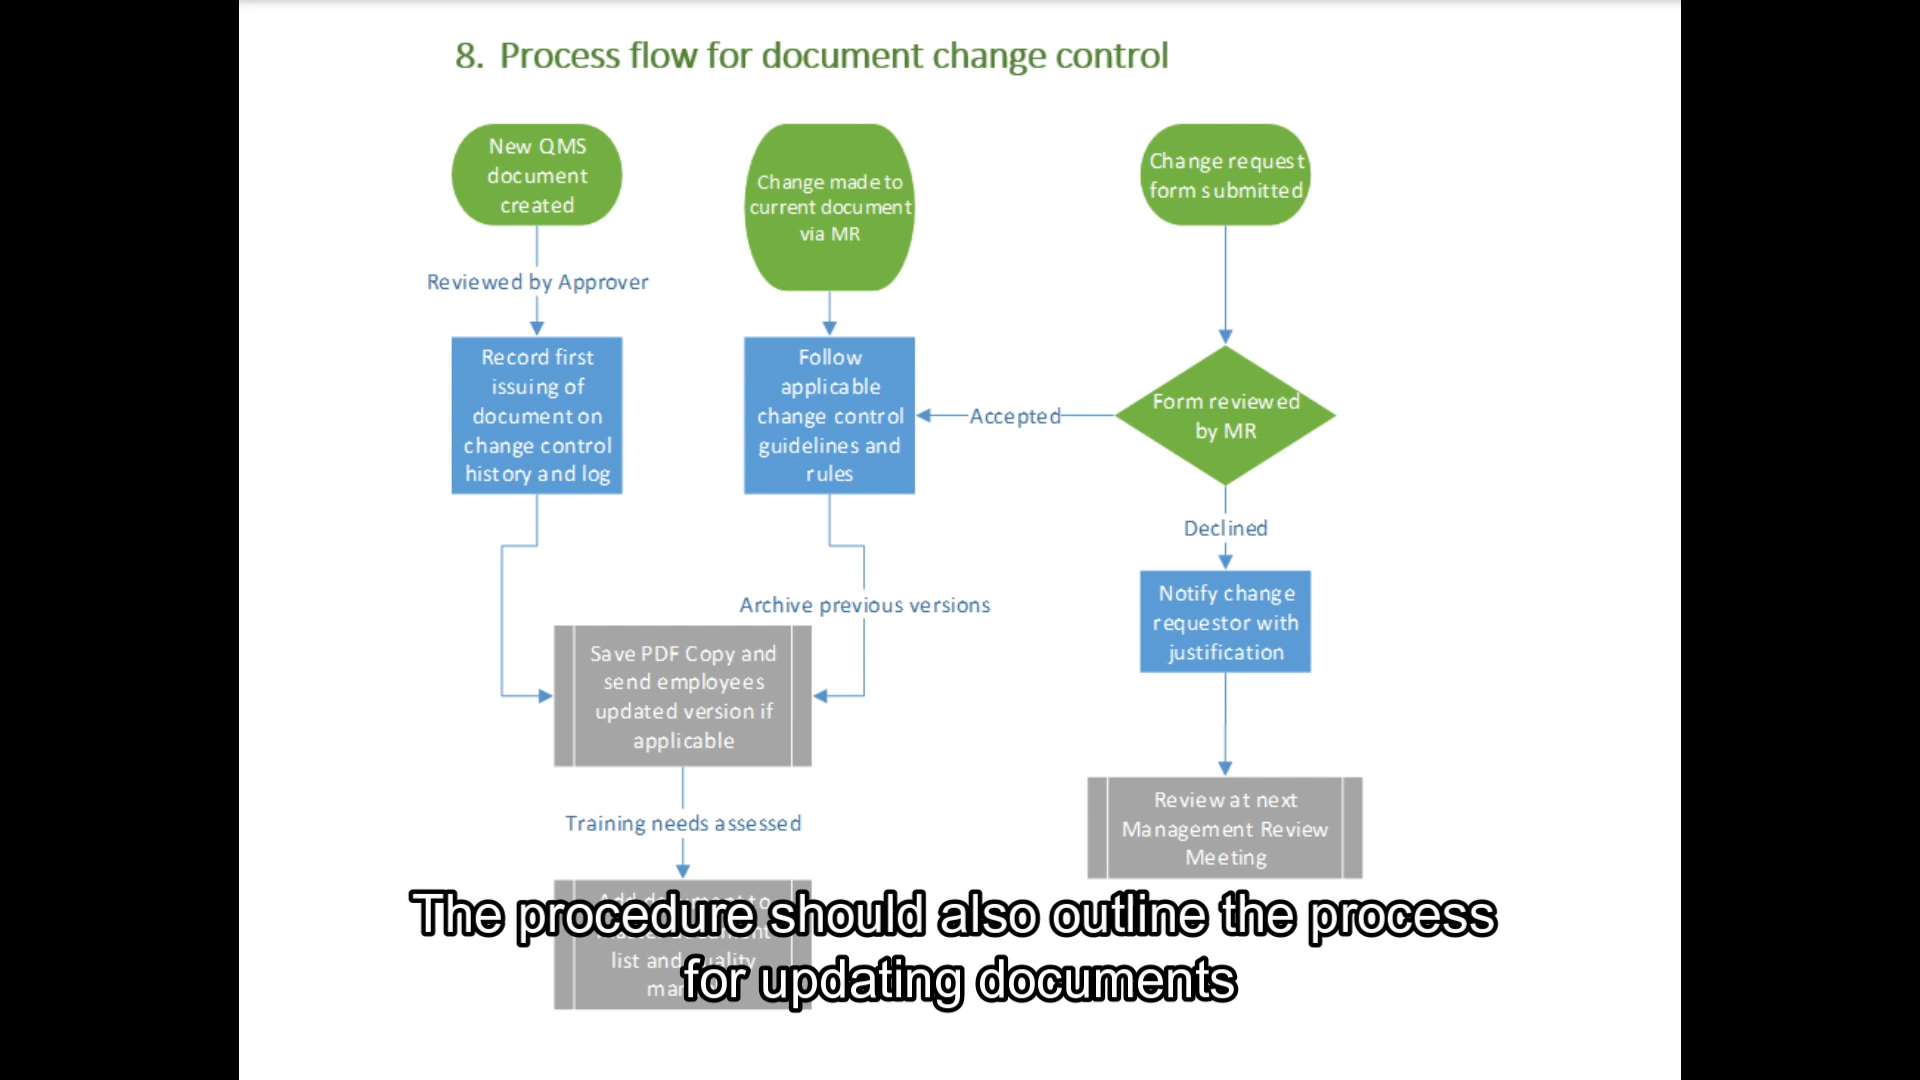 8. Process flow for document change control
New QMS
document
created
Change made to
current document
via MR
Change request
form submitted
Reviewed by Approver
Record first
issuing of
document on
change control
history and log
Follow
applicable
change control
guidelines and
rules
Accepted
Form reviewed
by MR
Declined
Notify change
requestor with
justification
Archive previous versions
Save PDF Copy and
send employees
updated version if
applicable
Training needs assessed
Review at next
Management Review
Meeting
list and
The procedure should also outline the process
for updating documents